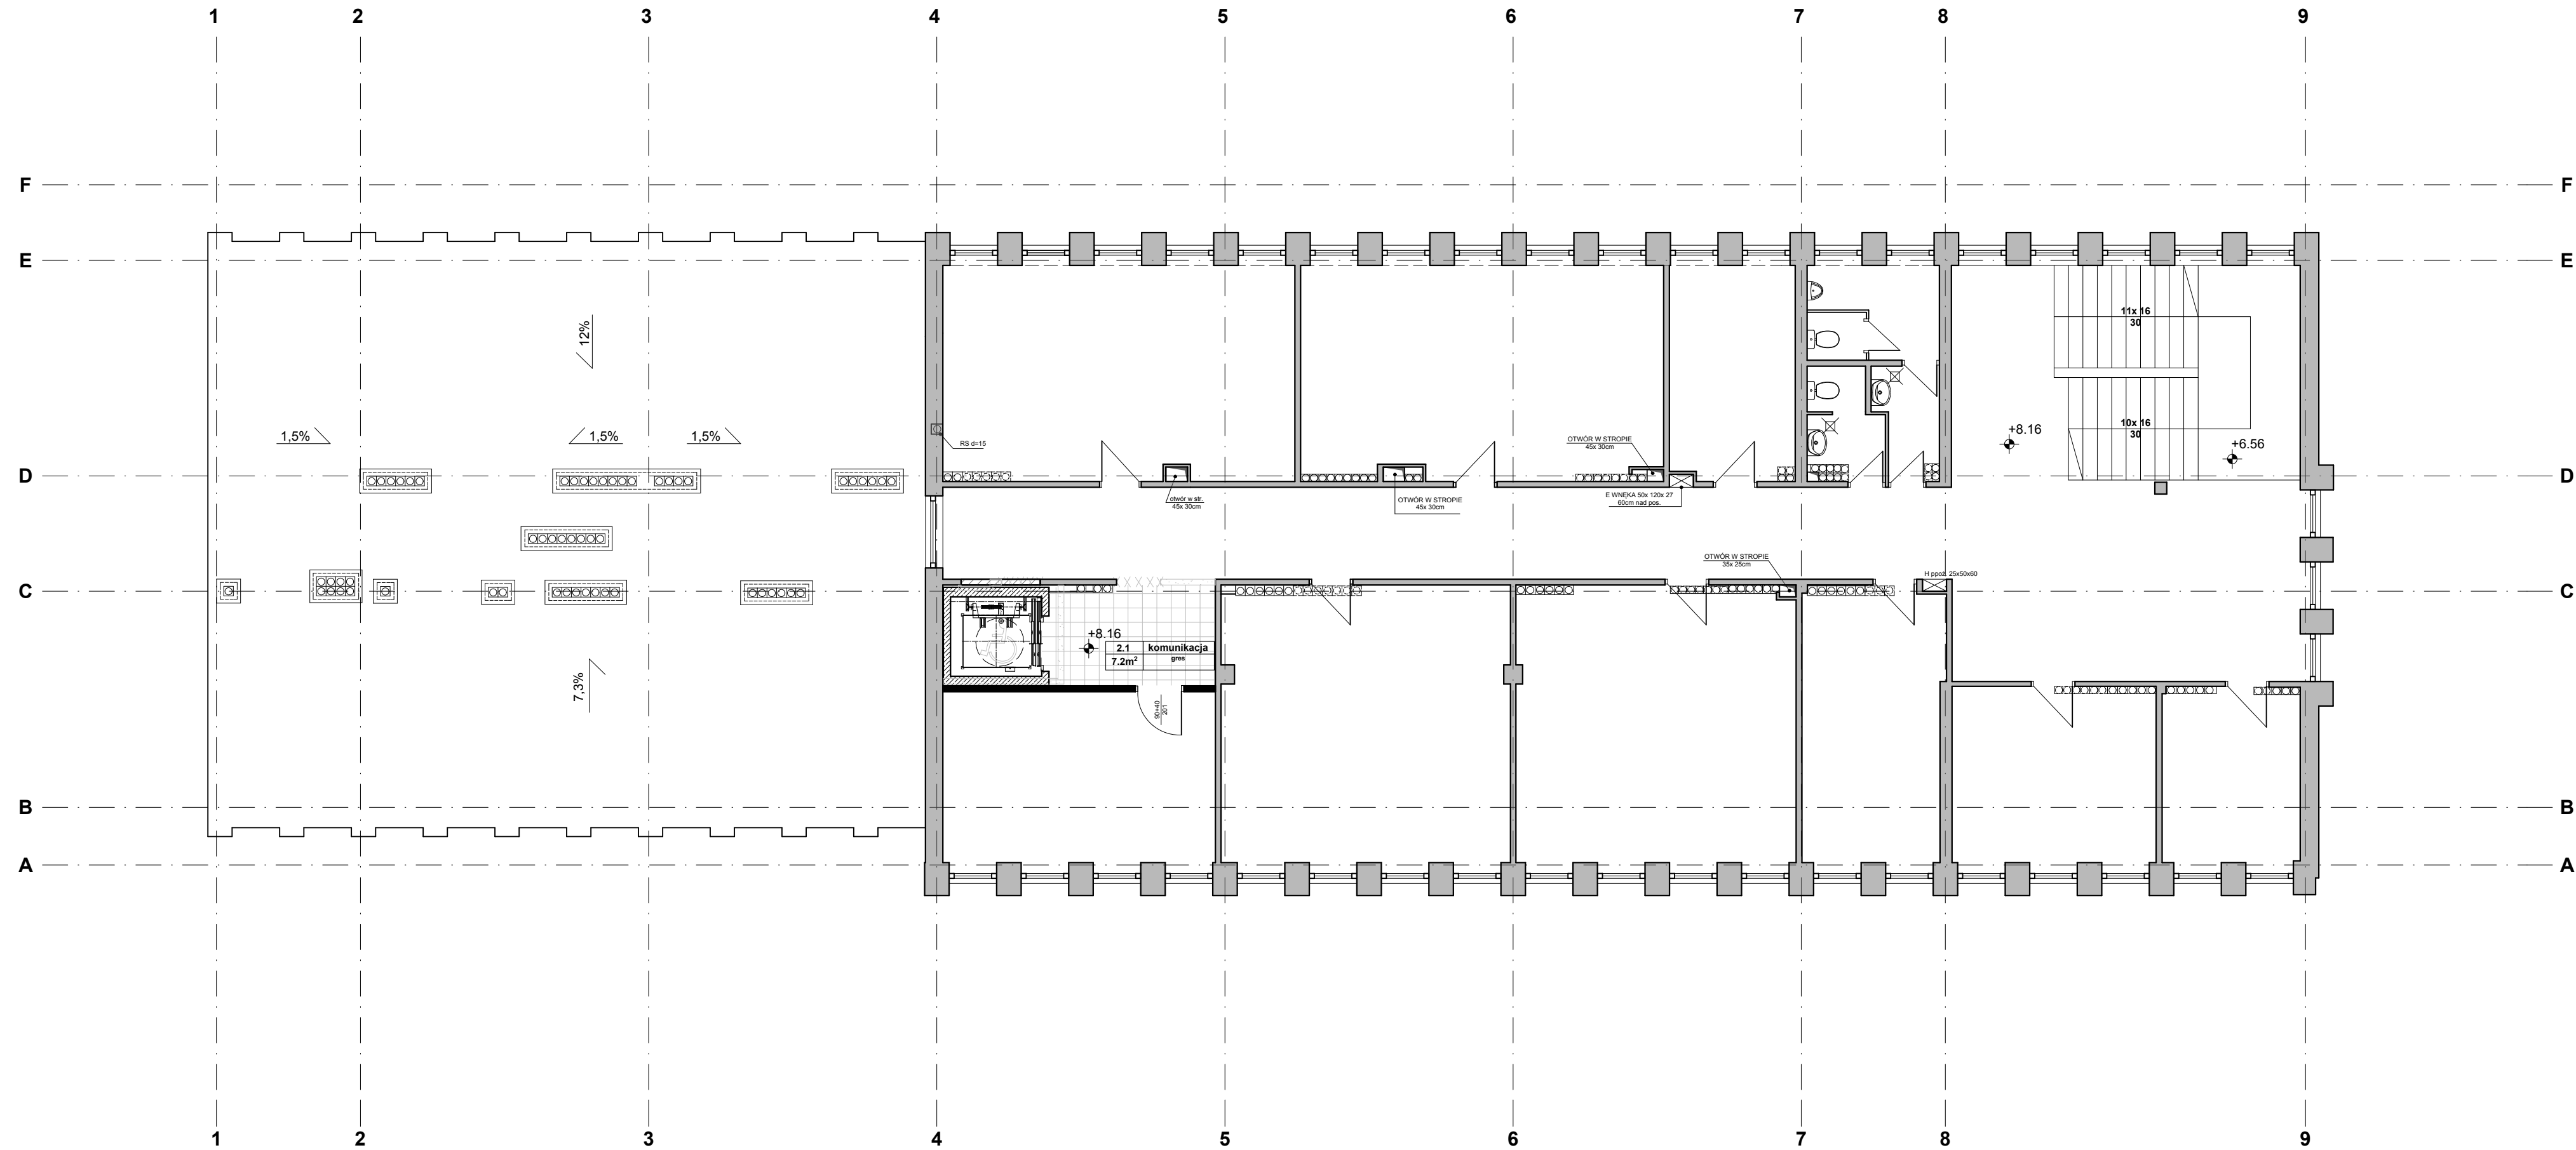 1 2 3 4 5 6 7 8 9
F F
E E
12%
11x 16
30
1,5% 1,5% 1,5%
10x 16
30
+8.16
+6.56
RS d=15
OTWÓR W STROPIE
45x 30cm
D D
otwór w str.
45x 30cm
OTWÓR W STROPIE
45x 30cm
E WNĘKA 50x 120x 27
60cm nad pos.
OTWÓR W STROPIE
35x 25cm
H ppoż. 25x50x60
C C
+8.16
2.1 komunikacja
7.2m² gres
7,3%
90+40
201
B B
A A
1 2 3 4 5 6 7 8 9